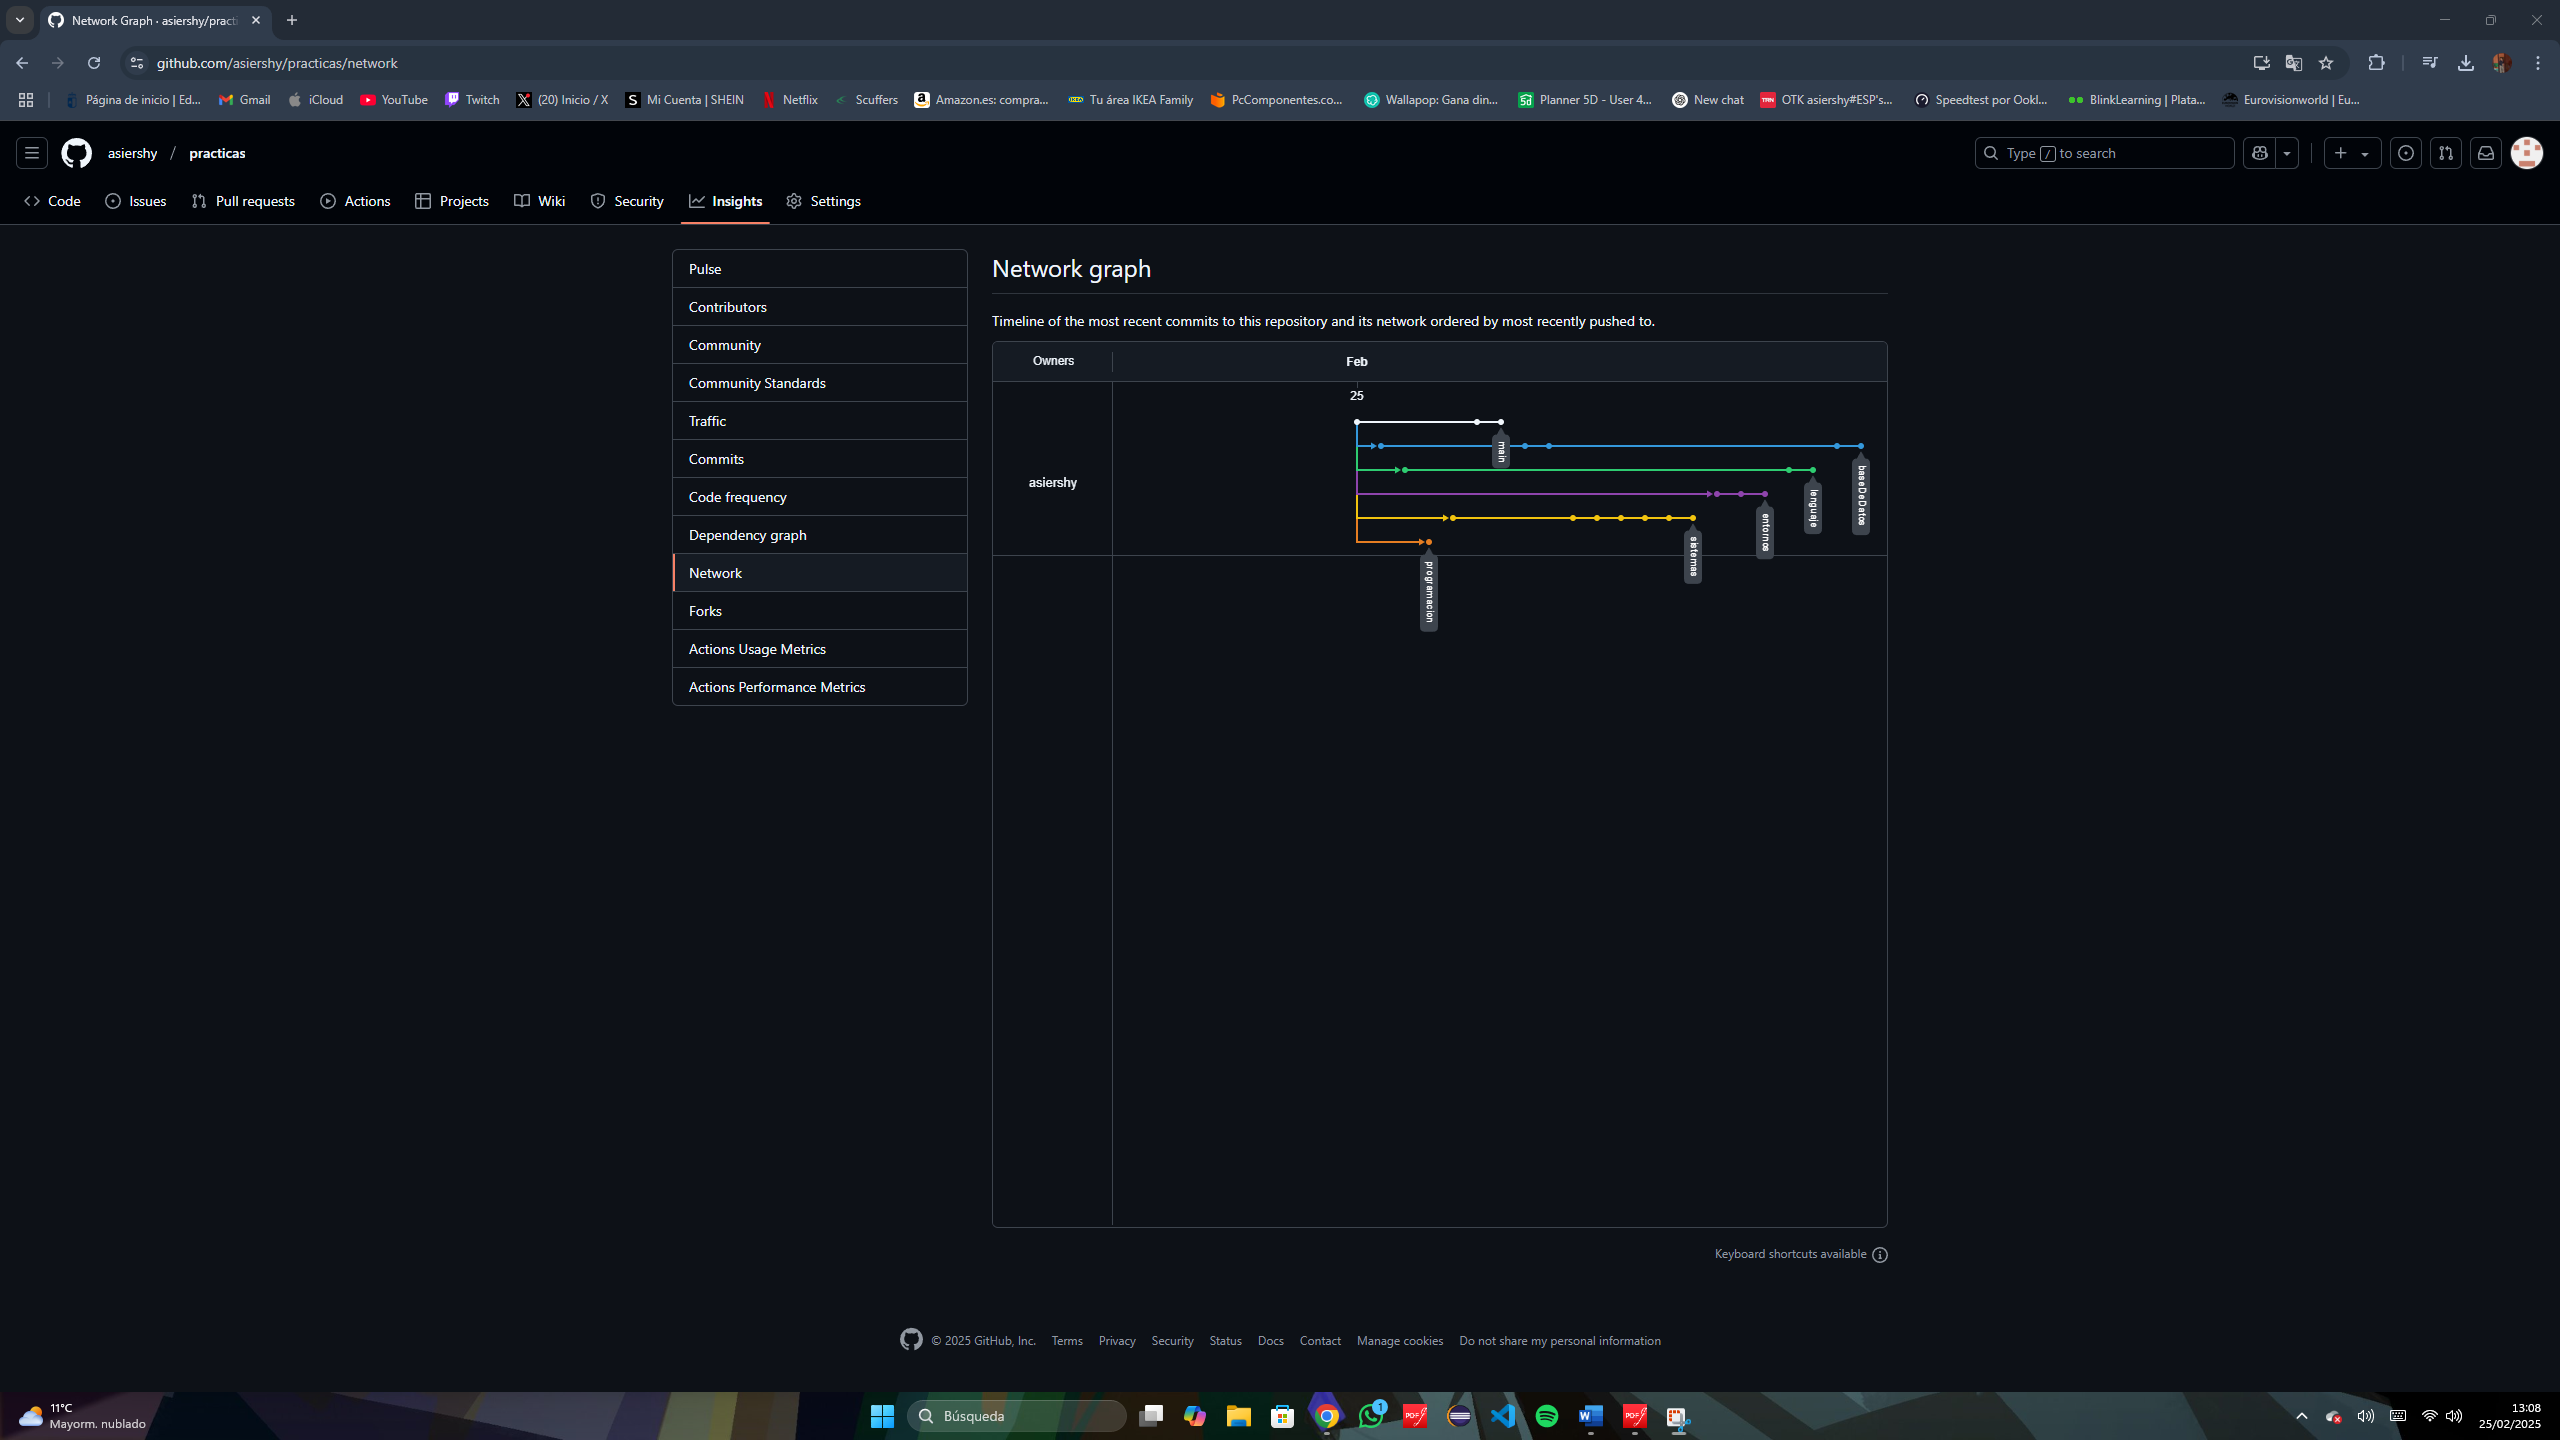 Network Graph · asiershy/practi
github.com/asiershy/practicas/network
Página de inicio | Ed...
Gmail
iCloud
YouTube
Twitch
(20) Inicio / X
Mi Cuenta | SHEIN
Netflix
Scuffers
Amazon.es: compra...
Tu área IKEA Family
PcComponentes.co...
Wallapop: Gana din...
Planner 5D - User 4...
New chat
OTK asiershy#ESP's...
Speedtest por Ookl...
BlinkLearning | Plata...
Eurovisionworld | Eu...
asiershy / practicas
Type / to search
Code
Issues
Pull requests
Actions
Projects
Wiki
Security
Insights
Settings
Pulse
Contributors
Community
Community Standards
Traffic
Commits
Code frequency
Dependency graph
Network
Forks
Actions Usage Metrics
Actions Performance Metrics
Network graph
Timeline of the most recent commits to this repository and its network ordered by most recently pushed to.
Owners
Feb
25
asiershy
main
baseDeDatos
lenguaje
entornos
sistemas
programacion
Keyboard shortcuts available
© 2025 GitHub, Inc.
Terms
Privacy
Security
Status
Docs
Contact
Manage cookies
Do not share my personal information
11°C
Mayorm. nublado
Búsqueda
1
13:08
25/02/2025